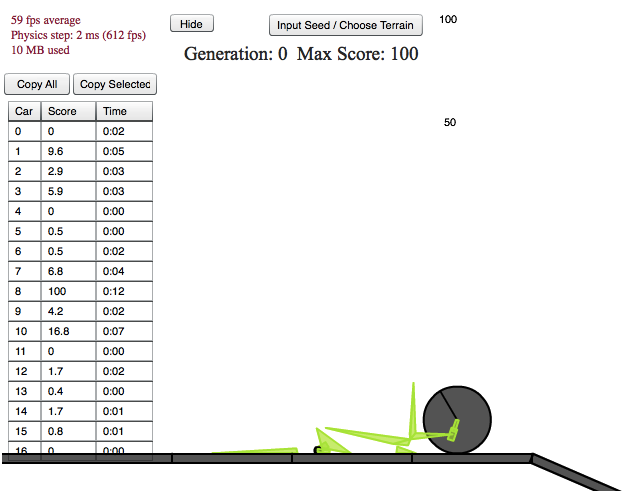 59 fps average
Physics step: 2 ms (612 fps)
10 MB used
Hide
Input Seed / Choose Terrain
100
Generation: 0 Max Score: 100
Copy All Copy Selected
Car Score Time
0 0 0:02
1 9.6 0:05
2 2.9 0:03
3 5.9 0:03
4 0 0:00
5 0.5 0:00
6 0.5 0:02
7 6.8 0:04
8 100 0:12
9 4.2 0:02
10 16.8 0:07
11 0 0:00
12 1.7 0:02
13 0.4 0:00
14 1.7 0:01
15 0.8 0:01
16 0 0:00
50